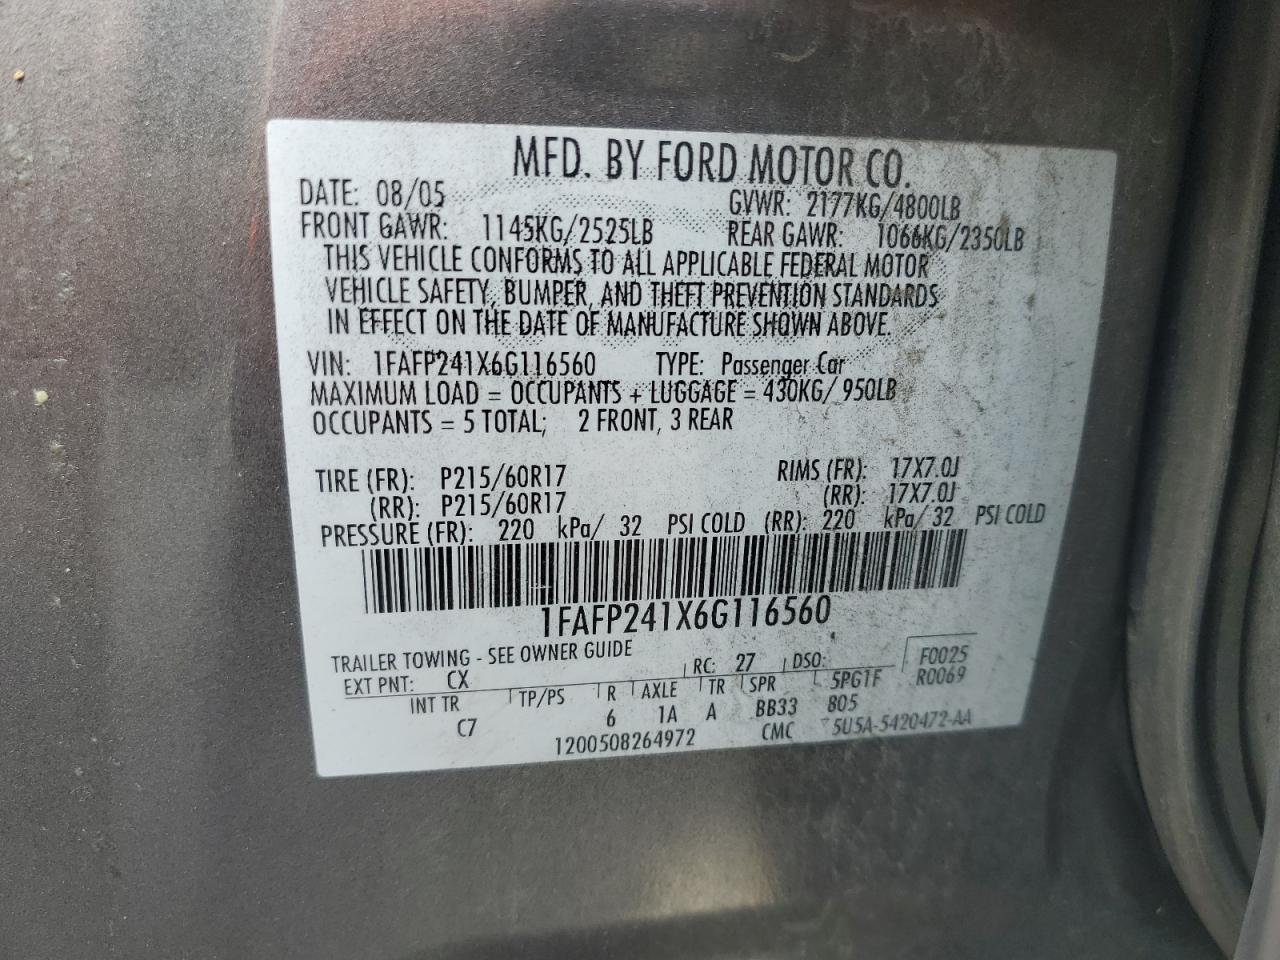 MFD. BY FORD MOTOR CO.
DATE: 08/05 GVWR: 2177KG/4800LB
FRONT GAWR: 1145KG/2525LB REAR GAWR: 1066KG/2350LB
THIS VEHICLE CONFORMS TO ALL APPLICABLE FEDERAL MOTOR
VEHICLE SAFETY, BUMPER, AND THEFT PREVENTION STANDARDS
IN EFFECT ON THE DATE OF MANUFACTURE SHOWN ABOVE.
VIN: 1FAFP241X6G116560 TYPE: Passenger Car
MAXIMUM LOAD = OCCUPANTS + LUGGAGE = 430KG/ 950LB
OCCUPANTS = 5 TOTAL; 2 FRONT, 3 REAR
TIRE (FR): P215/60R17 RIMS (FR): 17X7.0J
(RR): P215/60R17 (RR): 17X7.0J
PRESSURE (FR): 220 kPa/ 32 PSI COLD (RR): 220 kPa/ 32 PSI COLD
1FAFP241X6G116560
TRAILER TOWING - SEE OWNER GUIDE
EXT PNT: CX RC: 27 DSO: F0025
R0069
INT TR TP/PS R AXLE TR SPR 5PG1F
C7 6 1A A BB33 805
1200508264972 CMC 5U5A-5420472-AA